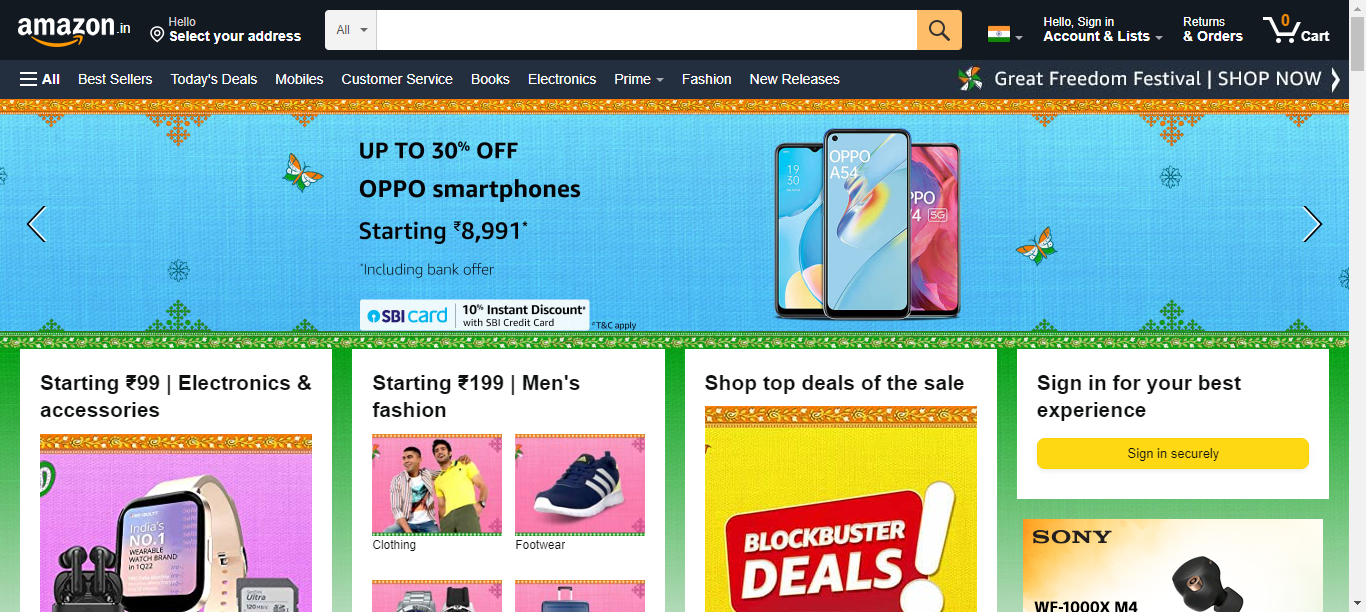 amazon.in
Hello
Select your address
All
Hello, Sign in
Account & Lists
Returns
& Orders
0
Cart
All
Best Sellers
Today's Deals
Mobiles
Customer Service
Books
Electronics
Prime
Fashion
New Releases
Great Freedom Festival | SHOP NOW
UP TO 30% OFF
OPPO smartphones
Starting ₹8,991*
*Including bank offer
SBI card
10% Instant Discount*
with SBI Credit Card
*T&C apply
19
30
OPPO
A54
PPO
4 5G
Starting ₹99 | Electronics &
accessories
India's
NO.1
WEARABLE
WATCH BRAND
in 1Q22
Ultra
120 MB/s
Starting ₹199 | Men's
fashion
Clothing
Footwear
Shop top deals of the sale
BLOCKBUSTER
DEALS
Sign in for your best
experience
Sign in securely
SONY
WF-1000X M4